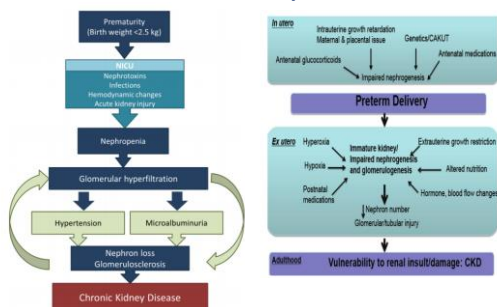 Prematurity
(Birth weight <2.5 kg)
NICU
Nephrotoxins
Infections
Hemodynamic changes
Acute kidney injury
Nephropenia
Glomerular hyperfiltration
Hypertension
Microalbuminuria
Nephron loss
Glomerulosclerosis
Chronic Kidney Disease
In utero
Intrauterine growth retardation
Maternal & placental issue
Genetics/CAKUT
Antenatal glucocorticoids
Antenatal medications
Impaired nephrogenesis
Preterm Delivery
Ex utero
Hyperoxia
Immature kidney/
Impaired nephrogenesis
and glomerulogenesis
Extrauterine growth restriction
Hypoxia
Altered nutrition
Postnatal
medications
Hormone, blood flow changes
Nephron number
Glomerular/tubular injury
Adulthood
Vulnerability to renal insult/damage: CKD